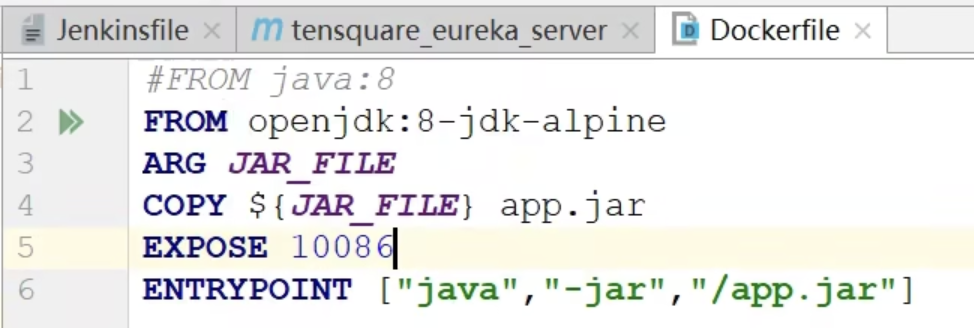 Jenkinsfile tensquare_eureka_server Dockerfile
1 #FROM java:8
2 FROM openjdk:8-jdk-alpine
3 ARG JAR_FILE
4 COPY ${JAR_FILE} app.jar
5 EXPOSE 10086
6 ENTRYPOINT ["java","-jar","/app.jar"]